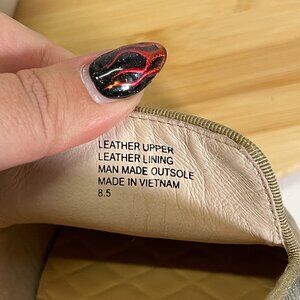 LEATHER UPPER
LEATHER LINING
MAN MADE OUTSOLE
MADE IN VIETNAM
8.5